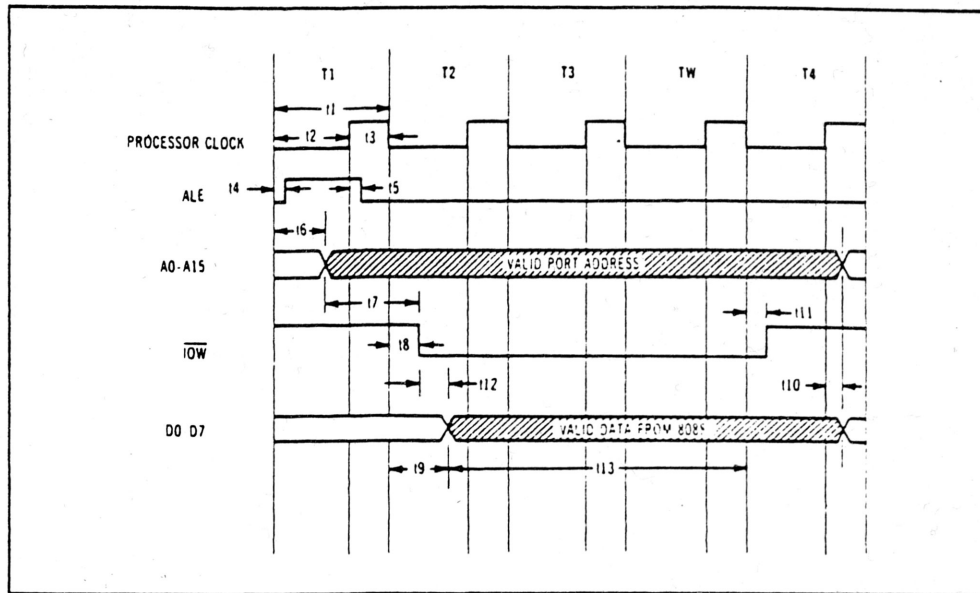 T1 T2 T3 TW T4
t1
t2 t3
PROCESSOR CLOCK
t4 t5
ALE
t6
A0-A15 VALID PORT ADDRESS
t7
t11
IOW t8
t12 t10
D0 D7 VALID DATA FROM 8088
t9 t13